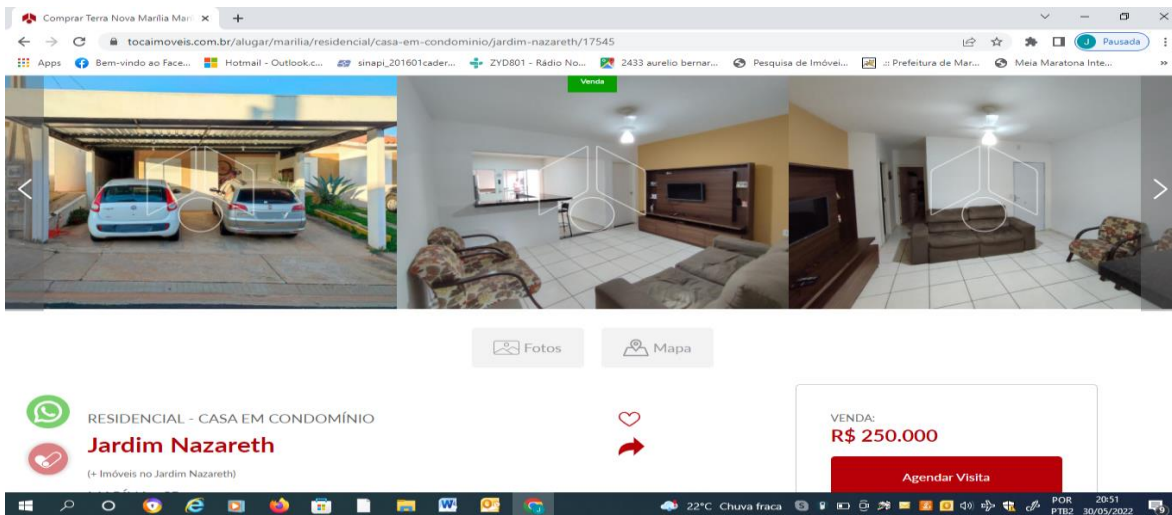 Comprar Terra Nova Marília Mari
tocaimoveis.com.br/alugar/marilia/residencial/casa-em-condominio/jardim-nazareth/17545
Pausada
Apps Bem-vindo ao Face... Hotmail - Outlook.c... sinapi_201601cader... ZYD801 - Rádio No... 2433 aurelio bernar... Pesquisa de Imóvei... .:: Prefeitura de Mar... Meia Maratona Inte...
Venda
Fotos Mapa
RESIDENCIAL - CASA EM CONDOMÍNIO
Jardim Nazareth
(+ Imóveis no Jardim Nazareth)
VENDA:
R$ 250.000
Agendar Visita
22°C Chuva fraca
POR 20:51
PTB2 30/05/2022